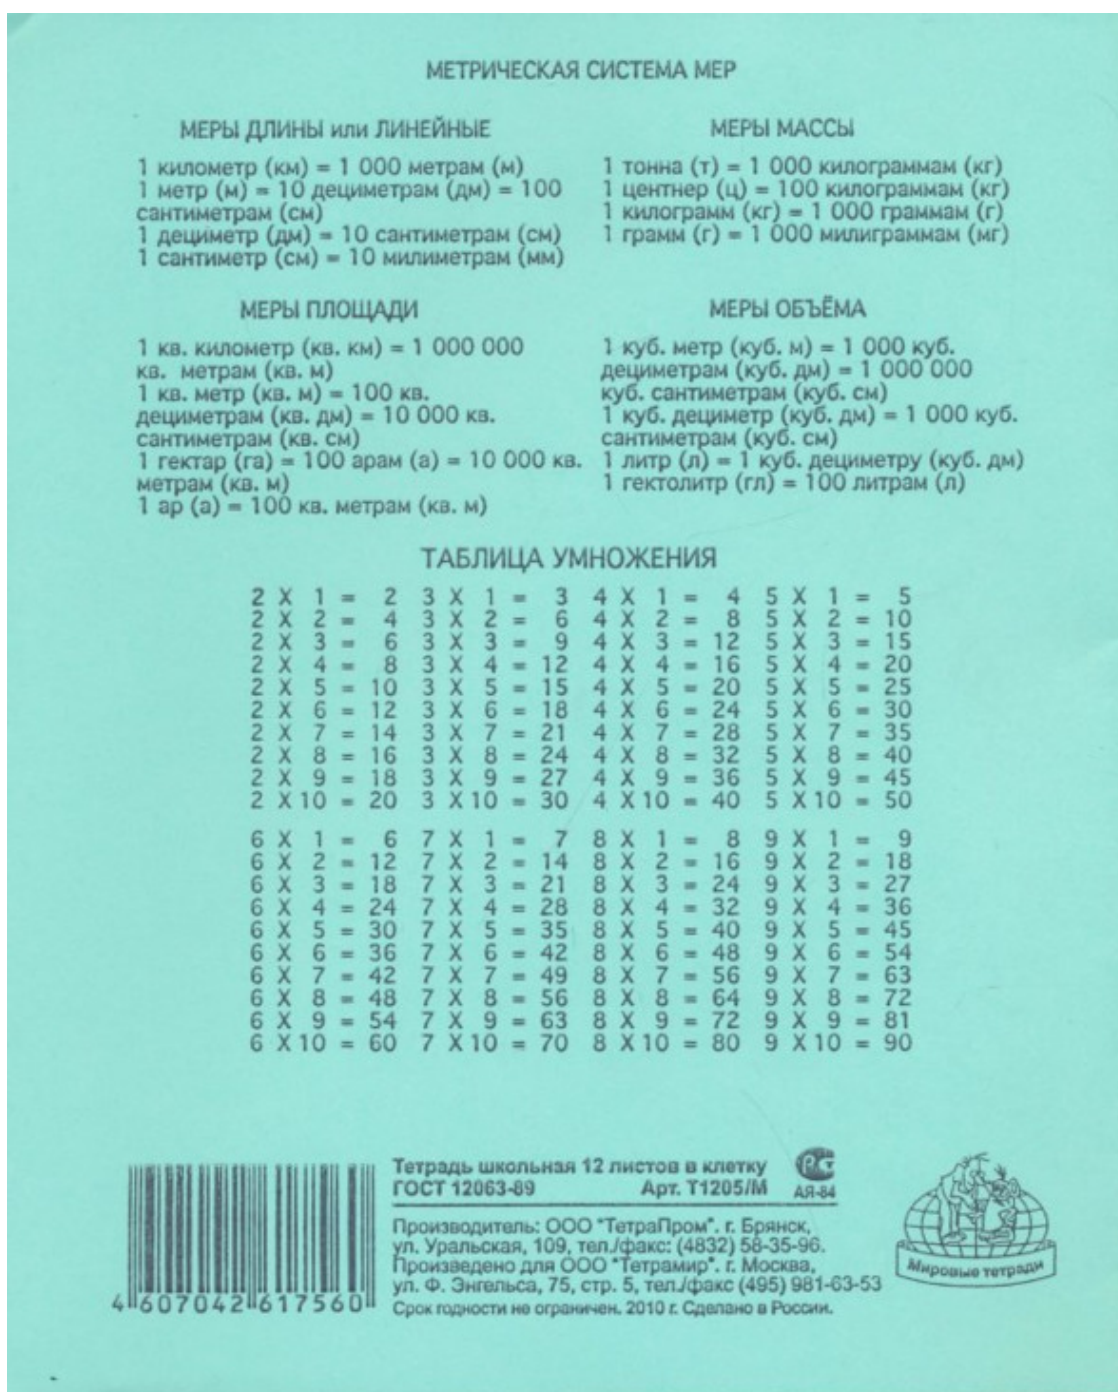 МЕТРИЧЕСКАЯ СИСТЕМА МЕР
МЕРЫ ДЛИНЫ или ЛИНЕЙНЫЕ
1 километр (км) = 1 000 метрам (м)
1 метр (м) = 10 дециметрам (дм) = 100
сантиметрам (см)
1 дециметр (дм) = 10 сантиметрам (см)
1 сантиметр (см) = 10 милиметрам (мм)
МЕРЫ МАССЫ
1 тонна (т) = 1 000 килограммам (кг)
1 центнер (ц) = 100 килограммам (кг)
1 килограмм (кг) = 1 000 граммам (г)
1 грамм (г) = 1 000 милиграммам (мг)
МЕРЫ ПЛОЩАДИ
1 кв. километр (кв. км) = 1 000 000
кв. метрам (кв. м)
1 кв. метр (кв. м) = 100 кв.
дециметрам (кв. дм) = 10 000 кв.
сантиметрам (кв. см)
1 гектар (га) = 100 арам (а) = 10 000 кв.
метрам (кв. м)
1 ар (а) = 100 кв. метрам (кв. м)
МЕРЫ ОБЪЁМА
1 куб. метр (куб. м) = 1 000 куб.
дециметрам (куб. дм) = 1 000 000
куб. сантиметрам (куб. см)
1 куб. дециметр (куб. дм) = 1 000 куб.
сантиметрам (куб. см)
1 литр (л) = 1 куб. дециметру (куб. дм)
1 гектолитр (гл) = 100 литрам (л)
ТАБЛИЦА УМНОЖЕНИЯ
2 X 1 = 2 3 X 1 = 3 4 X 1 = 4 5 X 1 = 5
2 X 2 = 4 3 X 2 = 6 4 X 2 = 8 5 X 2 = 10
2 X 3 = 6 3 X 3 = 9 4 X 3 = 12 5 X 3 = 15
2 X 4 = 8 3 X 4 = 12 4 X 4 = 16 5 X 4 = 20
2 X 5 = 10 3 X 5 = 15 4 X 5 = 20 5 X 5 = 25
2 X 6 = 12 3 X 6 = 18 4 X 6 = 24 5 X 6 = 30
2 X 7 = 14 3 X 7 = 21 4 X 7 = 28 5 X 7 = 35
2 X 8 = 16 3 X 8 = 24 4 X 8 = 32 5 X 8 = 40
2 X 9 = 18 3 X 9 = 27 4 X 9 = 36 5 X 9 = 45
2 X 10 = 20 3 X 10 = 30 4 X 10 = 40 5 X 10 = 50
6 X 1 = 6 7 X 1 = 7 8 X 1 = 8 9 X 1 = 9
6 X 2 = 12 7 X 2 = 14 8 X 2 = 16 9 X 2 = 18
6 X 3 = 18 7 X 3 = 21 8 X 3 = 24 9 X 3 = 27
6 X 4 = 24 7 X 4 = 28 8 X 4 = 32 9 X 4 = 36
6 X 5 = 30 7 X 5 = 35 8 X 5 = 40 9 X 5 = 45
6 X 6 = 36 7 X 6 = 42 8 X 6 = 48 9 X 6 = 54
6 X 7 = 42 7 X 7 = 49 8 X 7 = 56 9 X 7 = 63
6 X 8 = 48 7 X 8 = 56 8 X 8 = 64 9 X 8 = 72
6 X 9 = 54 7 X 9 = 63 8 X 9 = 72 9 X 9 = 81
6 X 10 = 60 7 X 10 = 70 8 X 10 = 80 9 X 10 = 90
4 607042 617560
Тетрадь школьная 12 листов в клетку
ГОСТ 12063-89 Арт. Т1205/М
АЯ-84
Производитель: ООО "ТетраПром". г. Брянск,
ул. Уральская, 109, тел./факс: (4832) 58-35-96.
Произведено для ООО "Тетрамир". г. Москва,
ул. Ф. Энгельса, 75, стр. 5, тел./факс (495) 981-63-53
Срок годности не ограничен. 2010 г. Сделано в России.
Мировые тетради